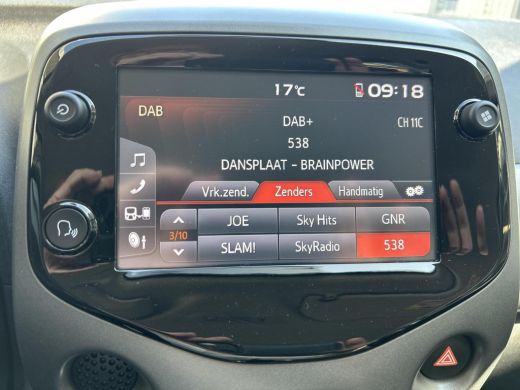 17°C 09:18
DAB
DAB+ CH 11C
538
DANSPLAAT - BRAINPOWER
Vrk.zend. Zenders Handmatig
JOE Sky Hits GNR
3/10
SLAM! SkyRadio 538